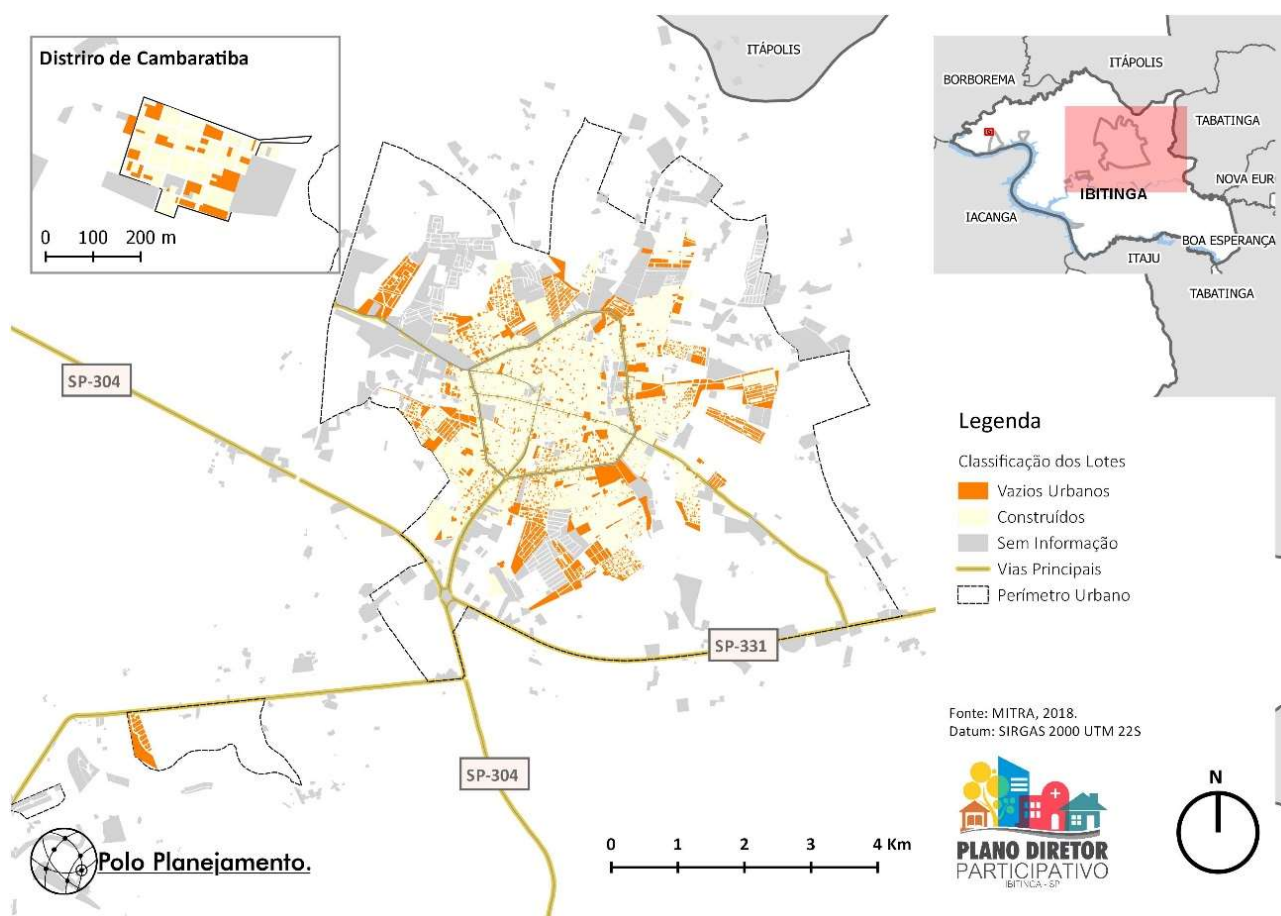 Distriro de Cambaratiba
0 100 200 m
ITÁPOLIS
BORBOREMA
ITÁPOLIS
TABATINGA
NOVA EUR
IBITINGA
IACANGA
BOA ESPERANÇA
ITAJU
TABATINGA
SP-304
SP-331
SP-304
Legenda
Classificação dos Lotes
Vazios Urbanos
Construídos
Sem Informação
Vias Principais
Perímetro Urbano
Fonte: MITRA, 2018.
Datum: SIRGAS 2000 UTM 22S
PLANO DIRETOR
PARTICIPATIVO
IBITINGA - SP
N
0 1 2 3 4 Km
Polo Planejamento.